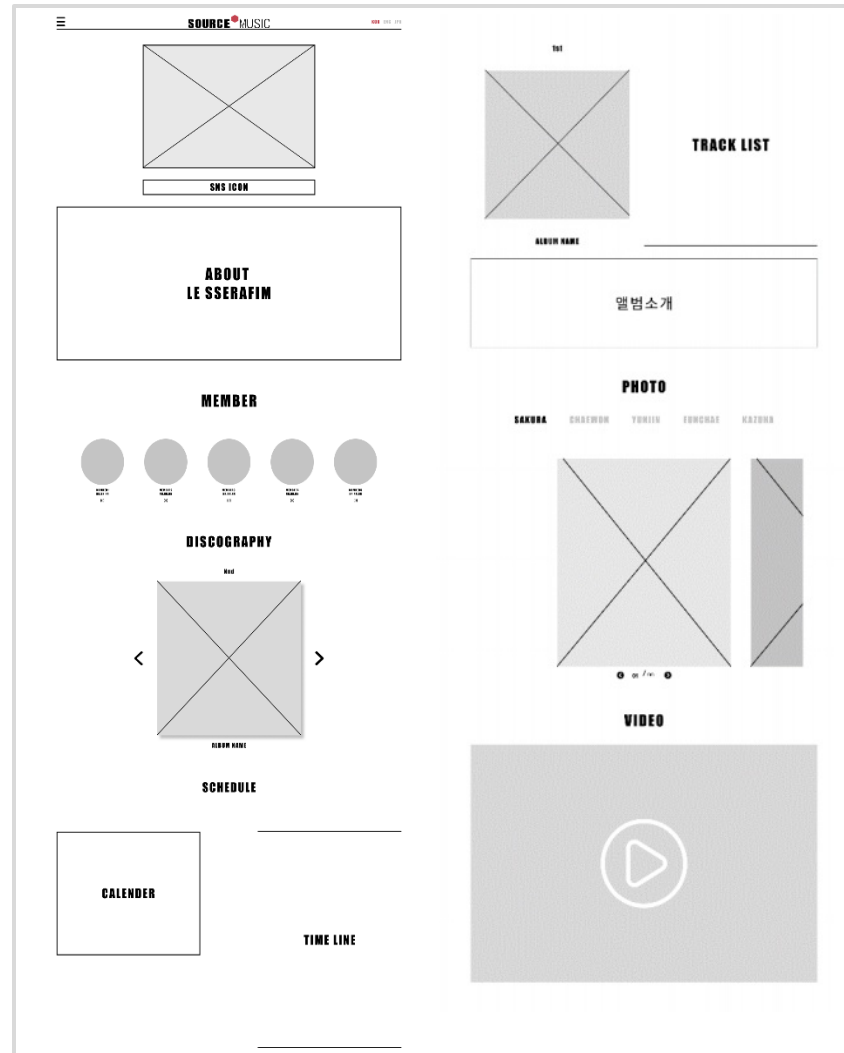 SOURCE MUSIC
SNS ICON
ABOUT
LE SSERAFIM
MEMBER
DISCOGRAPHY
ALBUM NAME
SCHEDULE
CALENDER
TIME LINE
1st
TRACK LIST
ALBUM NAME
앨범소개
PHOTO
SAKURA CHAEWON YUNJIN EUNCHAE KAZUHA
VIDEO